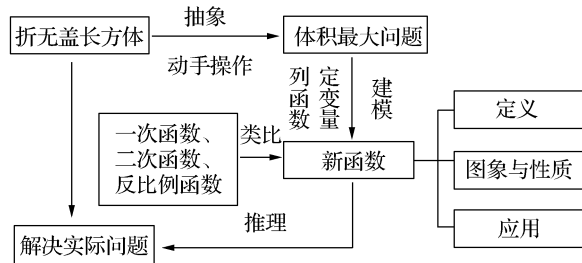 抽象
折无盖长方体
体积最大问题
动手操作
列函数
定变量
建模
定义
一次函数、
二次函数、
反比例函数
类比
新函数
图象与性质
推理
应用
解决实际问题